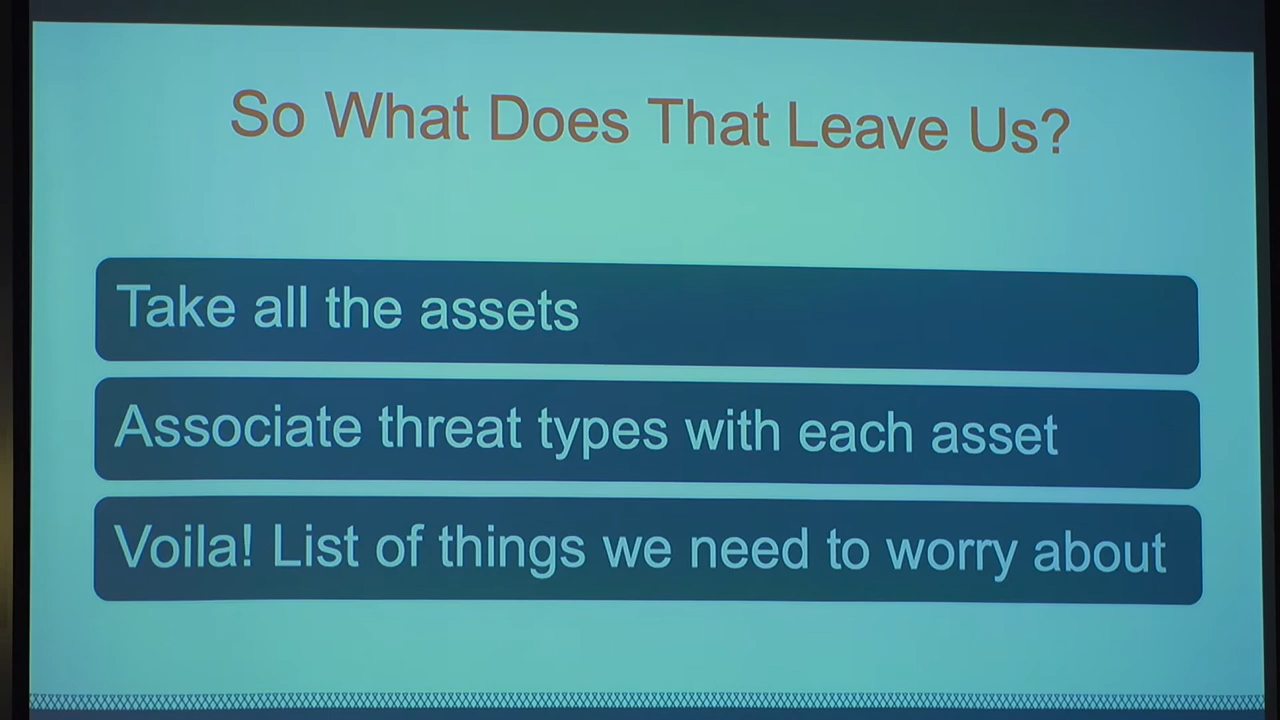 So What Does That Leave Us?
Take all the assets
Associate threat types with each asset
Voila! List of things we need to worry about